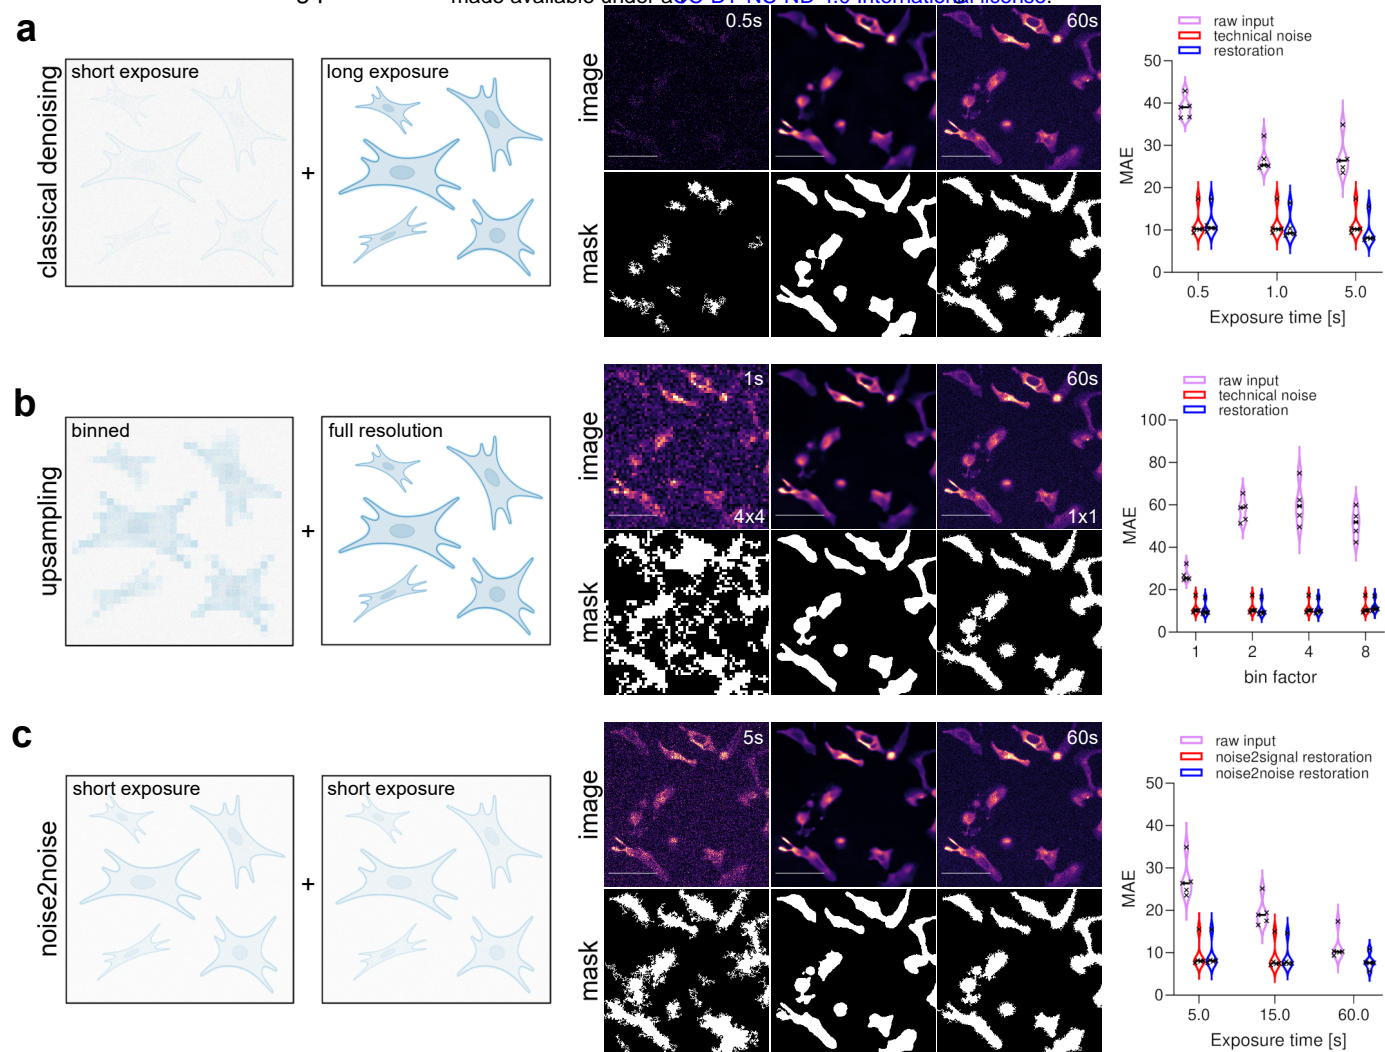 made available under a
a
classical denoising
short exposure
+
long exposure
image
mask
0.5s
60s
raw input
technical noise
restoration
MAE
50
40
30
20
10
0
0.5 1.0 5.0
Exposure time [s]
b
upsampling
binned
+
full resolution
image
mask
1s
4x4
60s
1x1
raw input
technical noise
restoration
MAE
100
80
60
40
20
0
1 2 4 8
bin factor
c
noise2noise
short exposure
+
short exposure
image
mask
5s
60s
raw input
noise2signal restoration
noise2noise restoration
MAE
50
40
30
20
10
0
5.0 15.0 60.0
Exposure time [s]